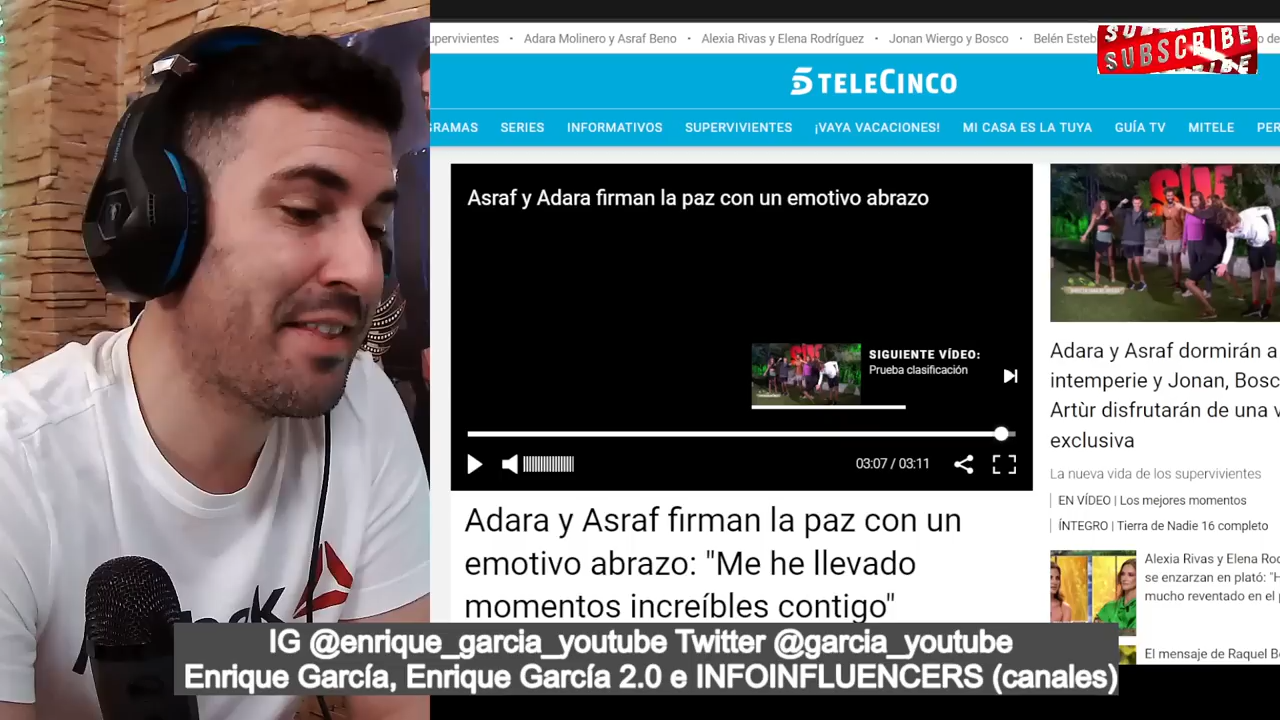 upervivientes • Adara Molinero y Asraf Beno • Alexia Rivas y Elena Rodríguez • Jonan Wiergo y Bosco • Belén Esteb
SUBSCRIBE
5 TELECINCO
GRAMAS SERIES INFORMATIVOS SUPERVIVIENTES ¡VAYA VACACIONES! MI CASA ES LA TUYA GUÍA TV MITELE PER
Asraf y Adara firman la paz con un emotivo abrazo
SIGUIENTE VÍDEO:
Prueba clasificación
03:07 / 03:11
Adara y Asraf firman la paz con un
emotivo abrazo: "Me he llevado
momentos increíbles contigo"
Adara y Asraf dormirán a
intemperie y Jonan, Bosc
Artùr disfrutarán de una v
exclusiva
La nueva vida de los supervivientes
EN VÍDEO | Los mejores momentos
ÍNTEGRO | Tierra de Nadie 16 completo
Alexia Rivas y Elena Rod
se enzarzan en plató: "H
mucho reventado en el p
El mensaje de Raquel B
IG @enrique_garcia_youtube Twitter @garcia_youtube
Enrique García, Enrique García 2.0 e INFOINFLUENCERS (canales)